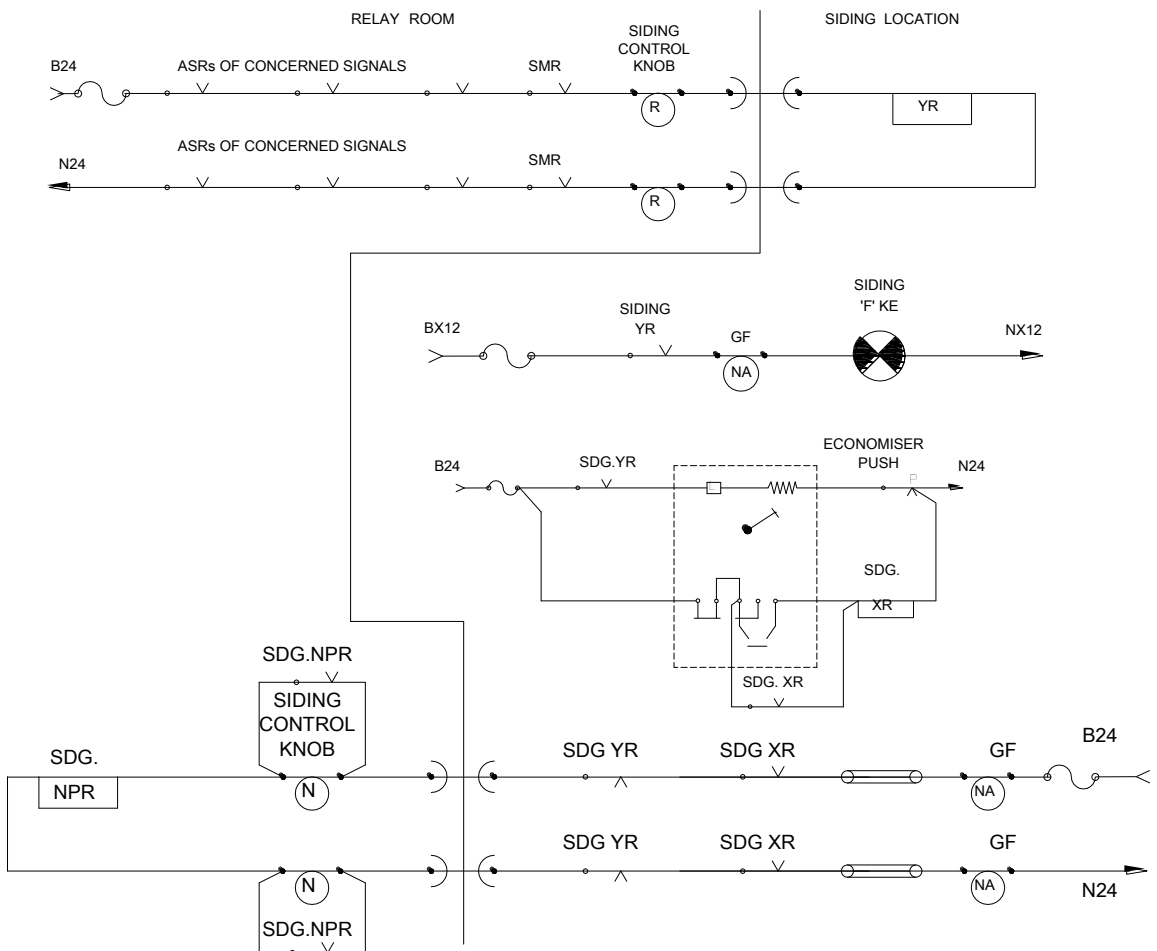 RELAY ROOM
SIDING LOCATION
SIDING
CONTROL
KNOB
B24
ASRs OF CONCERNED SIGNALS
SMR
R
YR
N24
ASRs OF CONCERNED SIGNALS
SMR
R
SIDING
'F' KE
SIDING
YR
BX12
GF
NX12
NA
ECONOMISER
PUSH
B24
SDG.YR
N24
P
L
SDG.
XR
SDG. XR
SDG.NPR
SIDING
CONTROL
KNOB
SDG.
NPR
N
SDG YR
SDG XR
GF
B24
NA
SDG YR
SDG XR
GF
N
NA
N24
SDG.NPR